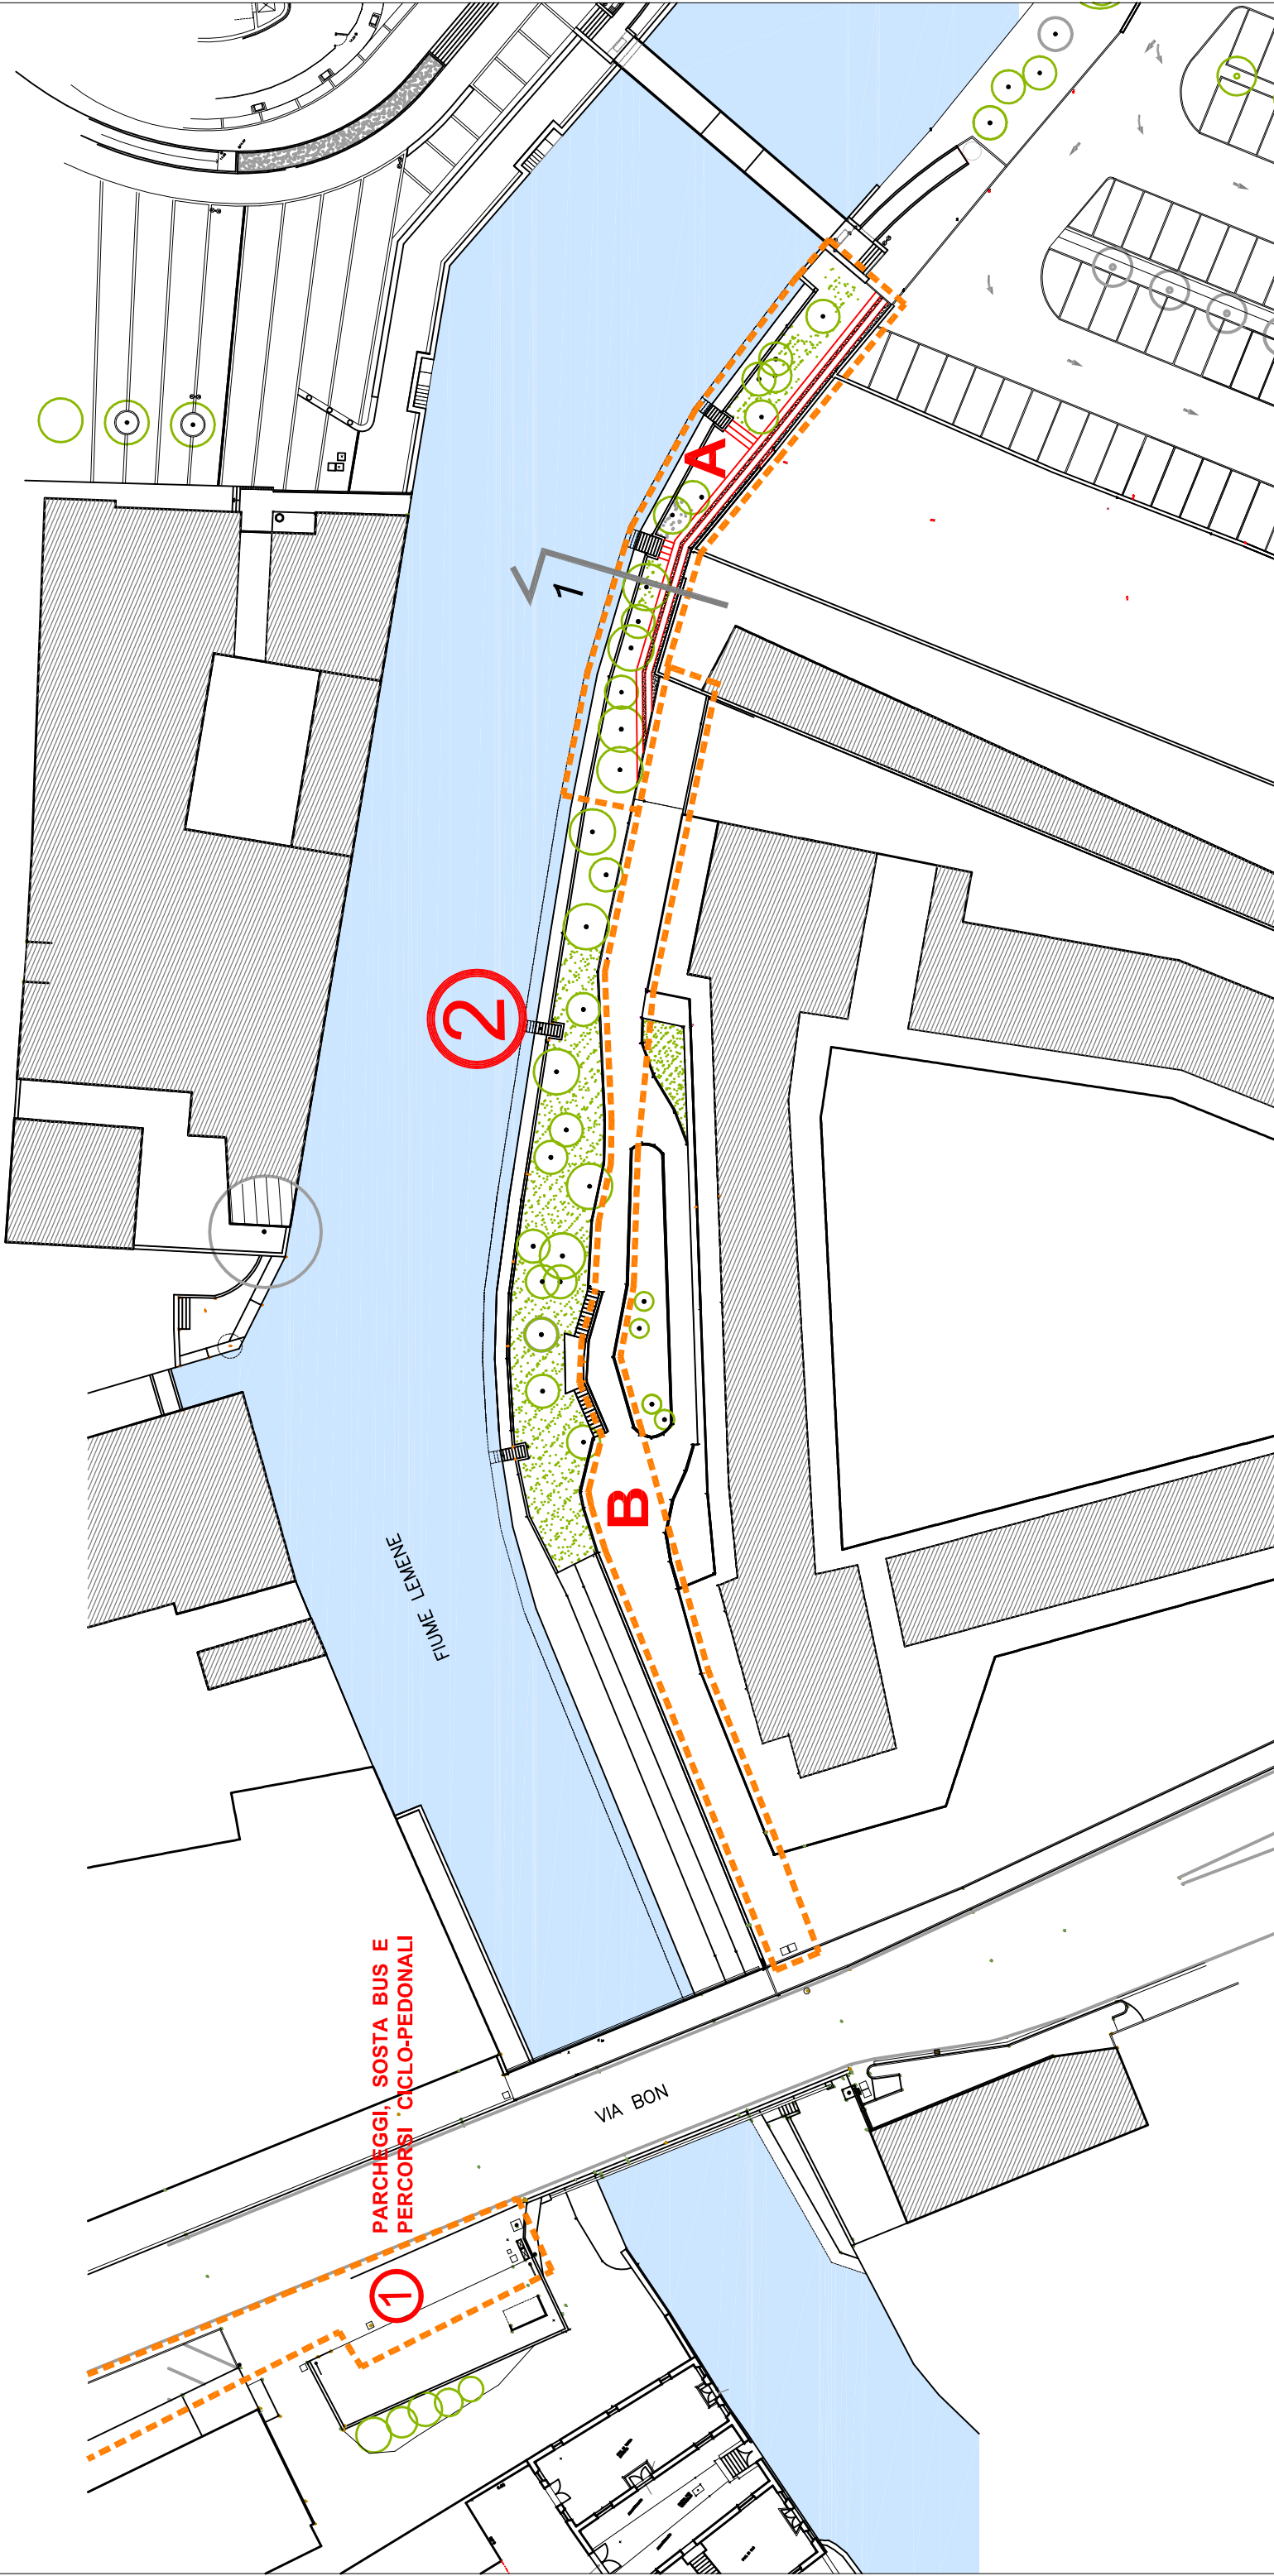 A
1
2
B
FIUME LEMENE
PARCHEGGI, SOSTA BUS E
PERCORSI CICLO-PEDONALI
VIA BON
1